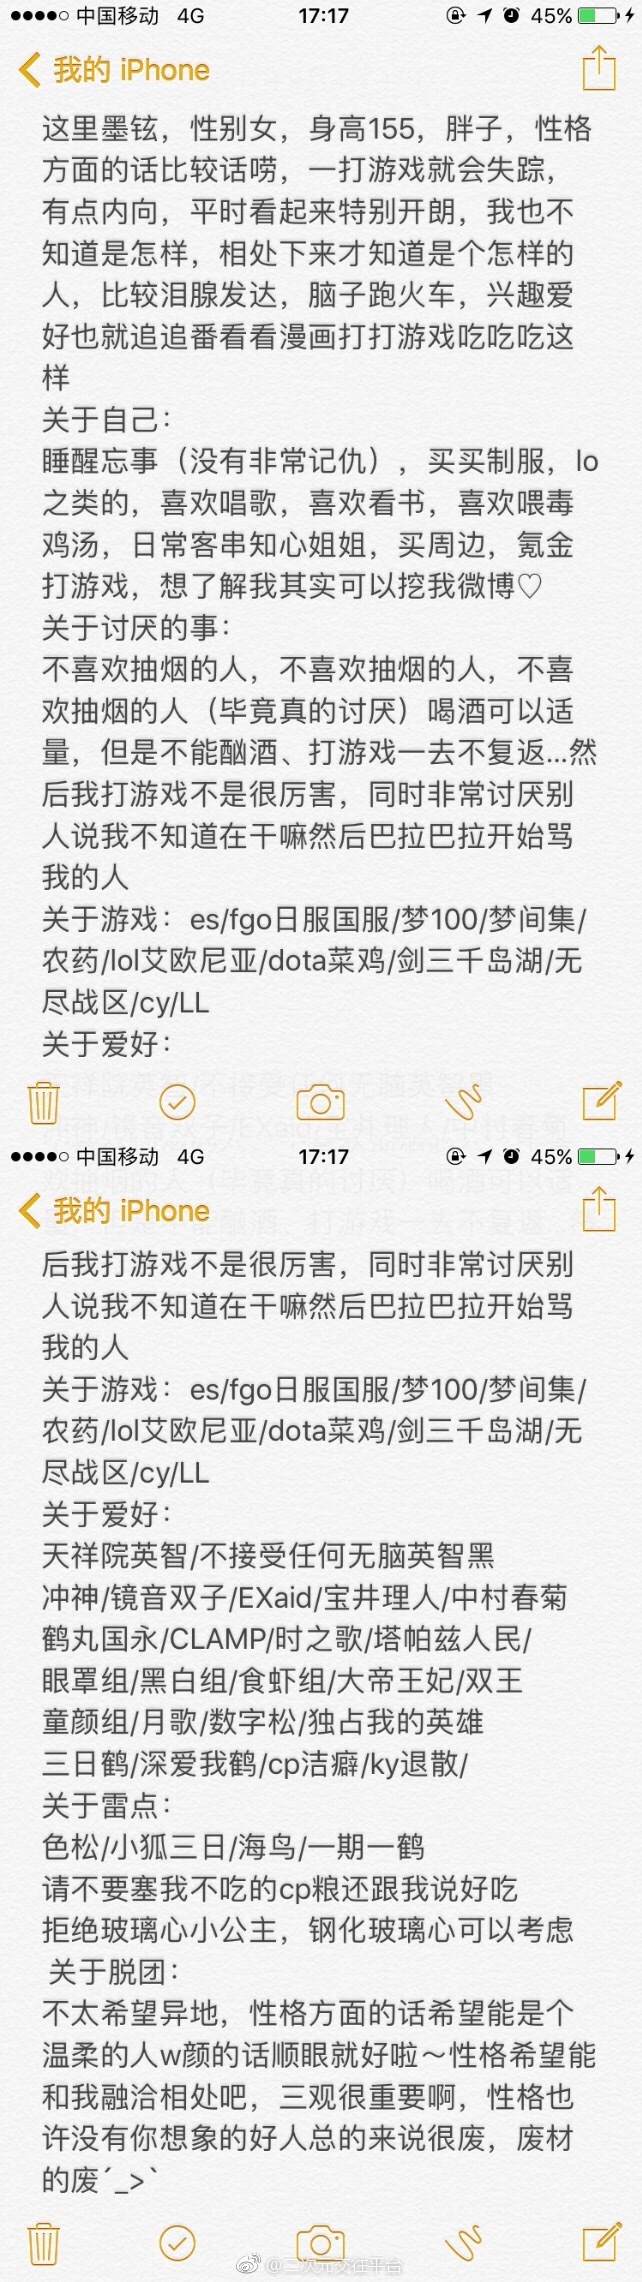 中国移动 4G 17:17 45%
我的 iPhone
这里墨铉，性别女，身高155，胖子，性格
方面的话比较话唠，一打游戏就会失踪，
有点内向，平时看起来特别开朗，我也不
知道是怎样，相处下来才知道是个怎样的
人，比较泪腺发达，脑子跑火车，兴趣爱
好也就追追番看看漫画打打游戏吃吃吃这
样
关于自己：
睡醒忘事（没有非常记仇），买买制服，lo
之类的，喜欢唱歌，喜欢看书，喜欢喂毒
鸡汤，日常客串知心姐姐，买周边，氪金
打游戏，想了解我其实可以挖我微博♡
关于讨厌的事：
不喜欢抽烟的人，不喜欢抽烟的人，不喜
欢抽烟的人（毕竟真的讨厌）喝酒可以适
量，但是不能酗酒、打游戏一去不复返...然
后我打游戏不是很厉害，同时非常讨厌别
人说我不知道在干嘛然后巴拉巴拉开始骂
我的人
关于游戏：es/fgo日服国服/梦100/梦间集/
农药/lol艾欧尼亚/dota菜鸡/剑三千岛湖/无
尽战区/cy/LL
关于爱好：
中国移动 4G 17:17 45%
我的 iPhone
后我打游戏不是很厉害，同时非常讨厌别
人说我不知道在干嘛然后巴拉巴拉开始骂
我的人
关于游戏：es/fgo日服国服/梦100/梦间集/
农药/lol艾欧尼亚/dota菜鸡/剑三千岛湖/无
尽战区/cy/LL
关于爱好：
天祥院英智/不接受任何无脑英智黑
冲神/镜音双子/EXaid/宝井理人/中村春菊
鹤丸国永/CLAMP/时之歌/塔帕兹人民/
眼罩组/黑白组/食虾组/大帝王妃/双王
童颜组/月歌/数字松/独占我的英雄
三日鹤/深爱我鹤/cp洁癖/ky退散/
关于雷点：
色松/小狐三日/海鸟/一期一鹤
请不要塞我不吃的cp粮还跟我说好吃
拒绝玻璃心小公主，钢化玻璃心可以考虑
关于脱团：
不太希望异地，性格方面的话希望能是个
温柔的人w颜的话顺眼就好啦～性格希望能
和我融洽相处吧，三观很重要啊，性格也
许没有你想象的好人总的来说很废，废材
的废´_>`
@二次元交往平台